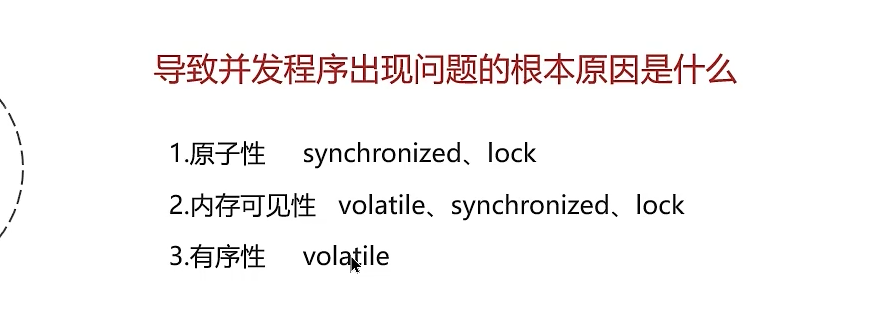 导致并发程序出现问题的根本原因是什么
1.原子性 synchronized、lock
2.内存可见性 volatile、synchronized、lock
3.有序性 volatile